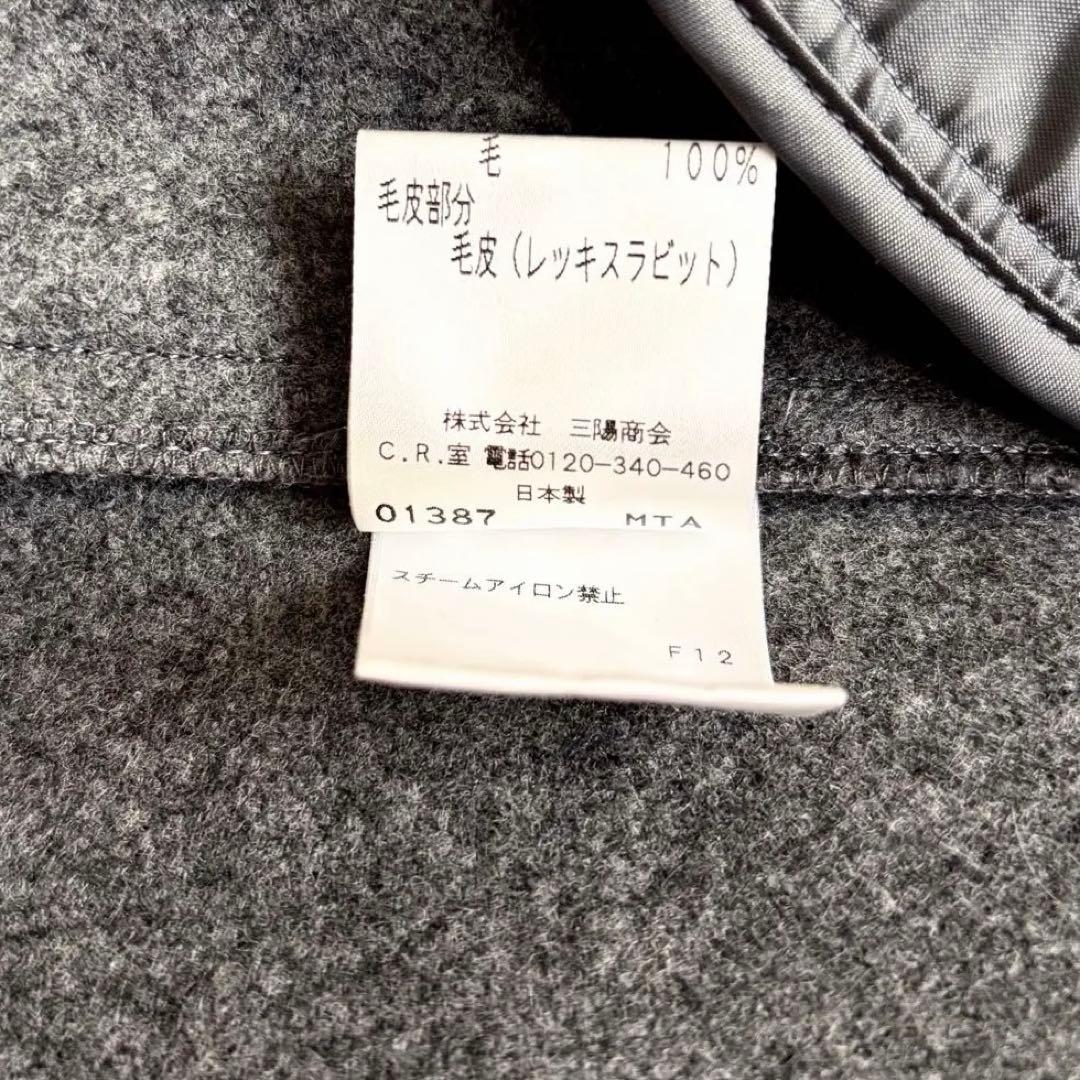 毛 100%
毛皮部分
毛皮（レッキスラビット）
株式会社 三陽商会
C.R.室 電話0120-340-460
日本製
01387 MTA
スチームアイロン禁止
F12